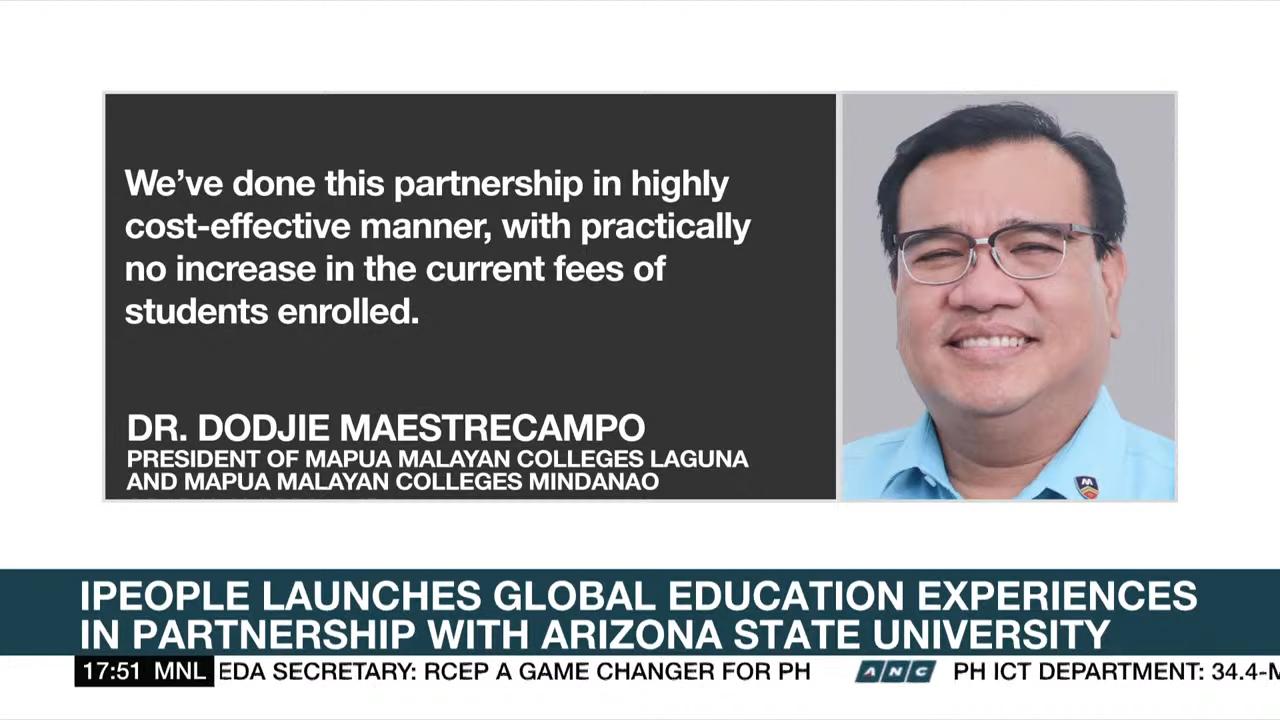 We've done this partnership in highly
cost-effective manner, with practically
no increase in the current fees of
students enrolled.
DR. DODJIE MAESTRECAMPO
PRESIDENT OF MAPUA MALAYAN COLLEGES LAGUNA
AND MAPUA MALAYAN COLLEGES MINDANAO
M
IPEOPLE LAUNCHES GLOBAL EDUCATION EXPERIENCES
IN PARTNERSHIP WITH ARIZONA STATE UNIVERSITY
17:51 MNL EDA SECRETARY: RCEP A GAME CHANGER FOR PH ANC PH ICT DEPARTMENT: 34.4-M